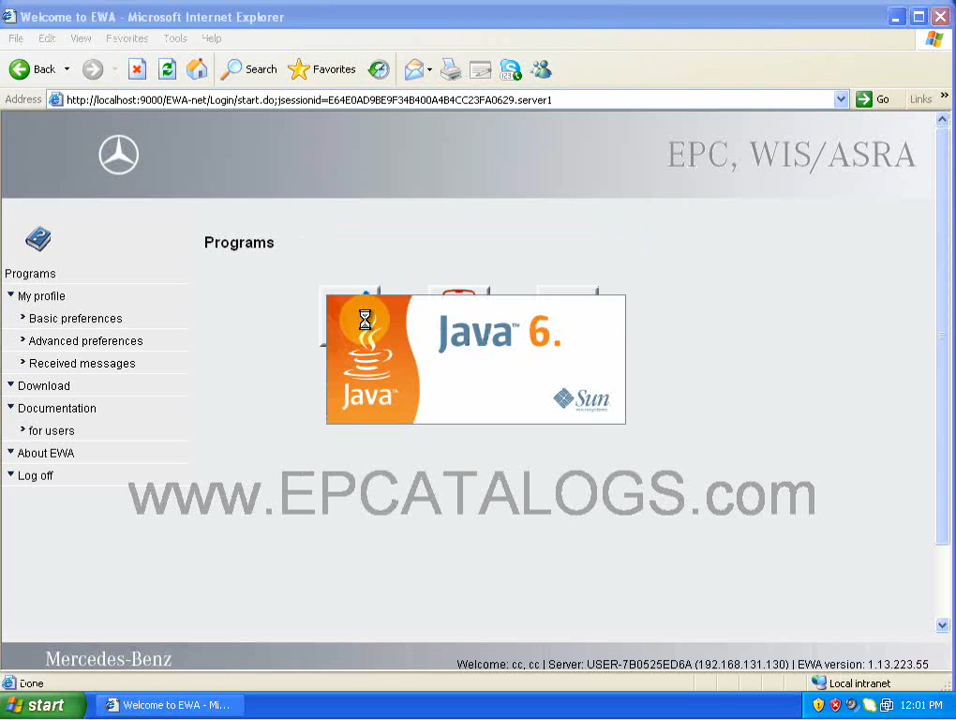 Welcome to EWA - Microsoft Internet Explorer
File Edit View Favorites Tools Help
Back Search Favorites
Address http://localhost:9000/EWA-net/Login/start.do;jsessionid=E64E0AD9BE9F34B400A4B4CC23FA0629.server1 Go Links »
EPC, WIS/ASRA
Programs
Programs
My profile
Basic preferences
Advanced preferences
Received messages
Download
Documentation
for users
About EWA
Log off
Java™ 6.
Java™
Sun
microsystems
www.EPCATALOGS.com
Mercedes-Benz
Welcome: cc, cc | Server: USER-7B0525ED6A (192.168.131.130) | EWA version: 1.13.223.55
Done Local intranet
start Welcome to EWA - Mi... 12:01 PM